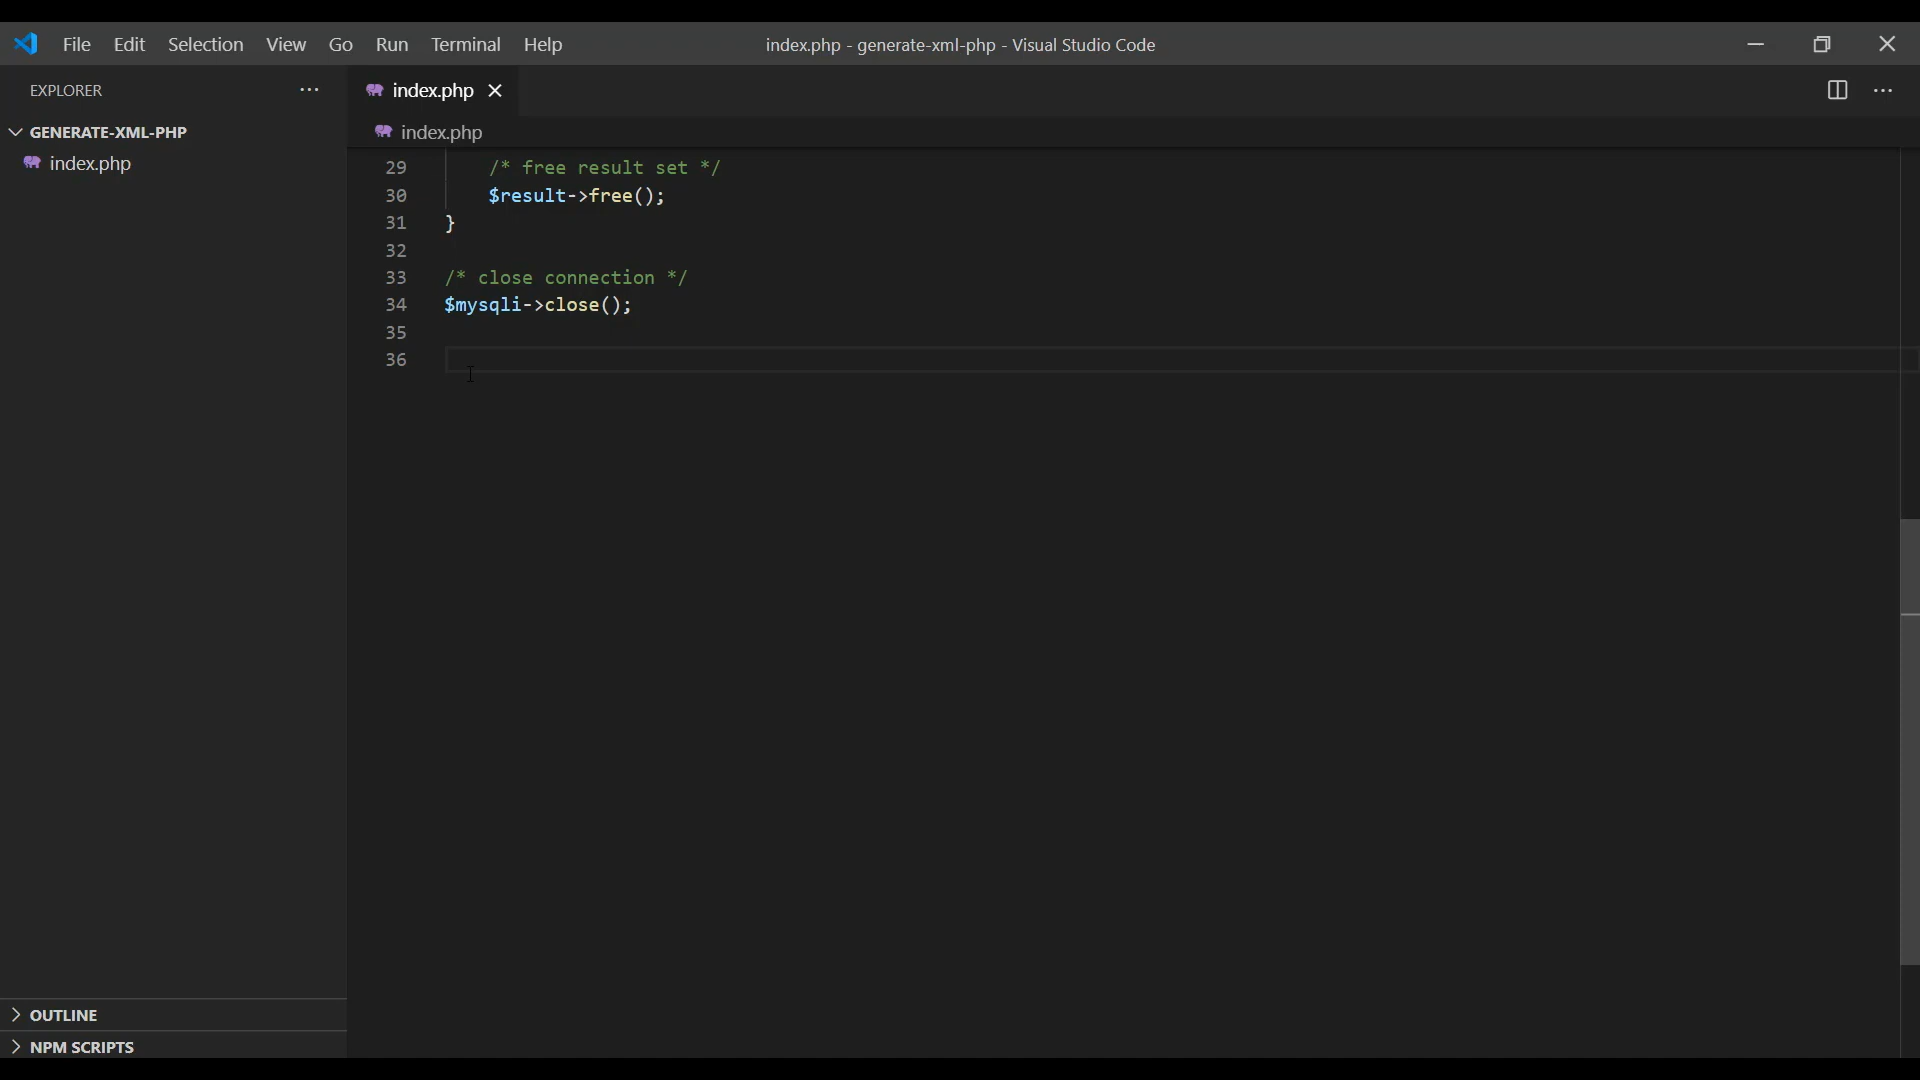 File Edit Selection View Go Run Terminal Help
index.php - generate-xml-php - Visual Studio Code
EXPLORER
GENERATE-XML-PHP
index.php
OUTLINE
NPM SCRIPTS
index.php
index.php
29 /* free result set */
30 $result->free();
31 }
32
33 /* close connection */
34 $mysqli->close();
35
36